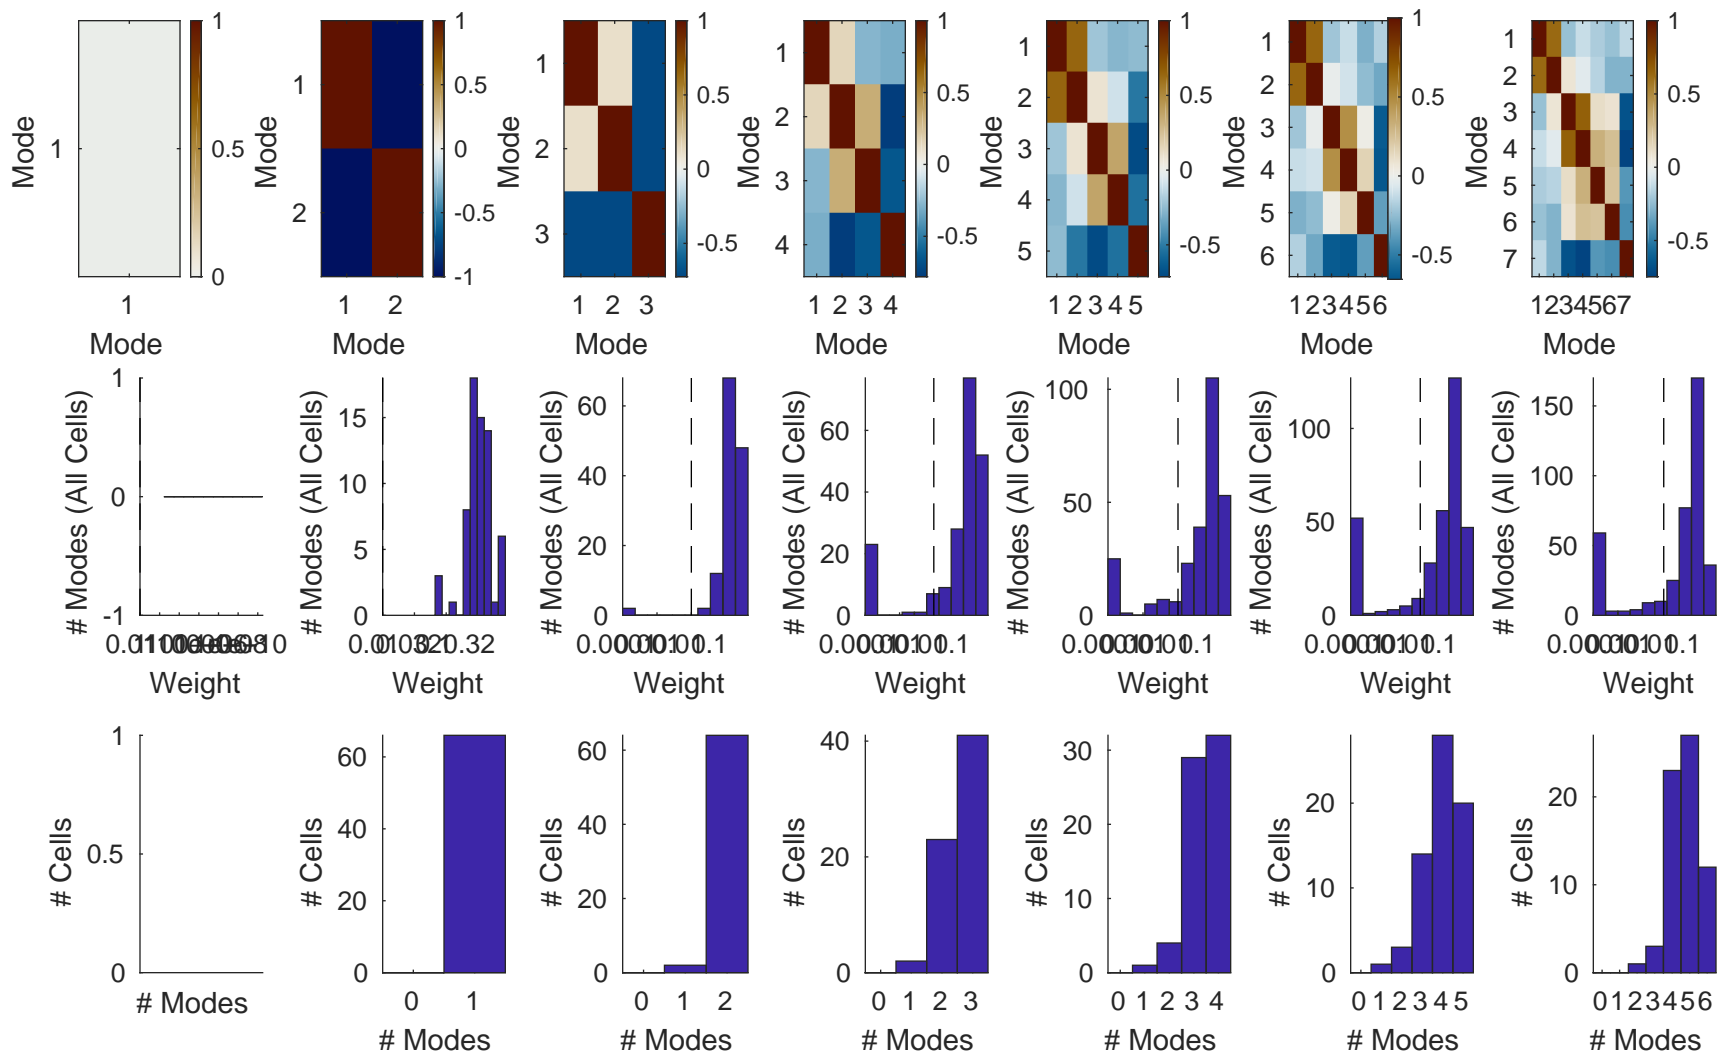 1
0.5
0
Mode
1
1
Mode
1
0.5
0
-0.5
-1
Mode
1
2
1 2
Mode
1
0.5
0
-0.5
Mode
1
2
3
1 2 3
Mode
1
0.5
0
-0.5
Mode
1
2
3
4
1 2 3 4
Mode
1
0.5
0
-0.5
Mode
1
2
3
4
5
1 2 3 4 5
Mode
1
0.5
0
-0.5
Mode
1
2
3
4
5
6
1 2 3 4 5 6
Mode
1
0.5
0
-0.5
Mode
1
2
3
4
5
6
7
1 2 3 4 5 6 7
Mode
# Modes (All Cells)
1
0
-1
Weight
# Modes (All Cells)
15
10
5
0
Weight
# Modes (All Cells)
60
40
20
0
Weight
# Modes (All Cells)
60
40
20
0
Weight
# Modes (All Cells)
100
50
0
Weight
# Modes (All Cells)
100
50
0
Weight
# Modes (All Cells)
150
100
50
0
Weight
# Cells
1
0.5
0
# Modes
# Cells
60
40
20
0
0 1
# Modes
# Cells
60
40
20
0
0 1 2
# Modes
# Cells
40
20
0
0 1 2 3
# Modes
# Cells
30
20
10
0
0 1 2 3 4
# Modes
# Cells
20
10
0
0 1 2 3 4 5
# Modes
# Cells
20
10
0
0 1 2 3 4 5 6
# Modes